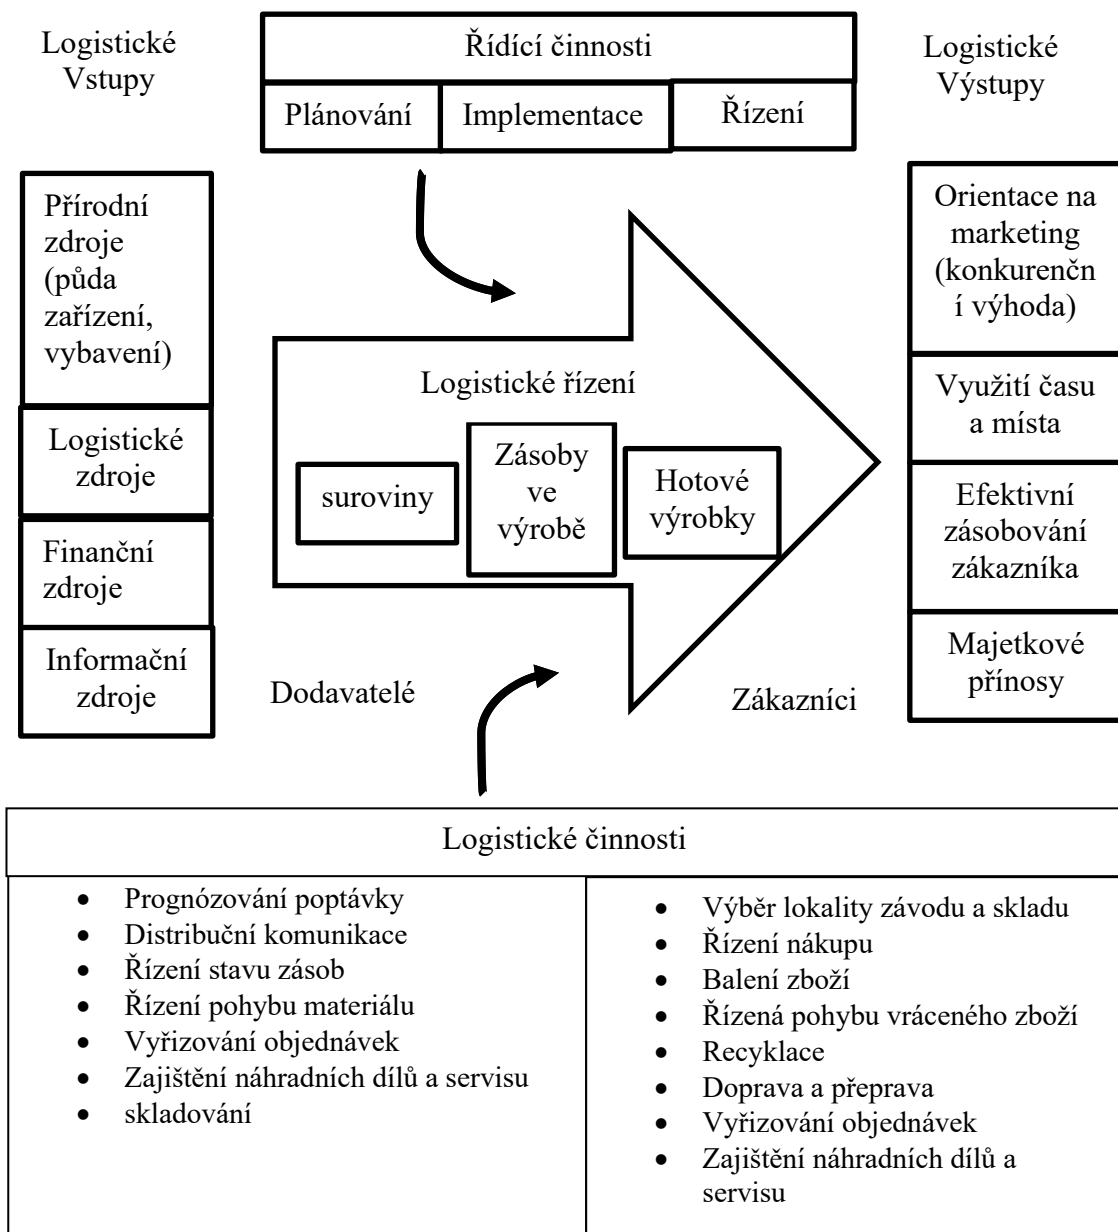 Logistické
Vstupy
Řídící činnosti
Plánování
Implementace
Řízení
Logistické
Výstupy
Přírodní
zdroje
(půda
zařízení,
vybavení)
Logistické
zdroje
Finanční
zdroje
Informační
zdroje
Logistické řízení
suroviny
Zásoby
ve
výrobě
Hotové
výrobky
Dodavatelé
Zákazníci
Orientace na
marketing
(konkurenčn
í výhoda)
Využití času
a místa
Efektivní
zásobování
zákazníka
Majetkové
přínosy
Logistické činnosti
• Prognózování poptávky
• Distribuční komunikace
• Řízení stavu zásob
• Řízení pohybu materiálu
• Vyřizování objednávek
• Zajištění náhradních dílů a servisu
• skladování
• Výběr lokality závodu a skladu
• Řízení nákupu
• Balení zboží
• Řízená pohybu vráceného zboží
• Recyklace
• Doprava a přeprava
• Vyřizování objednávek
• Zajištění náhradních dílů a
servisu